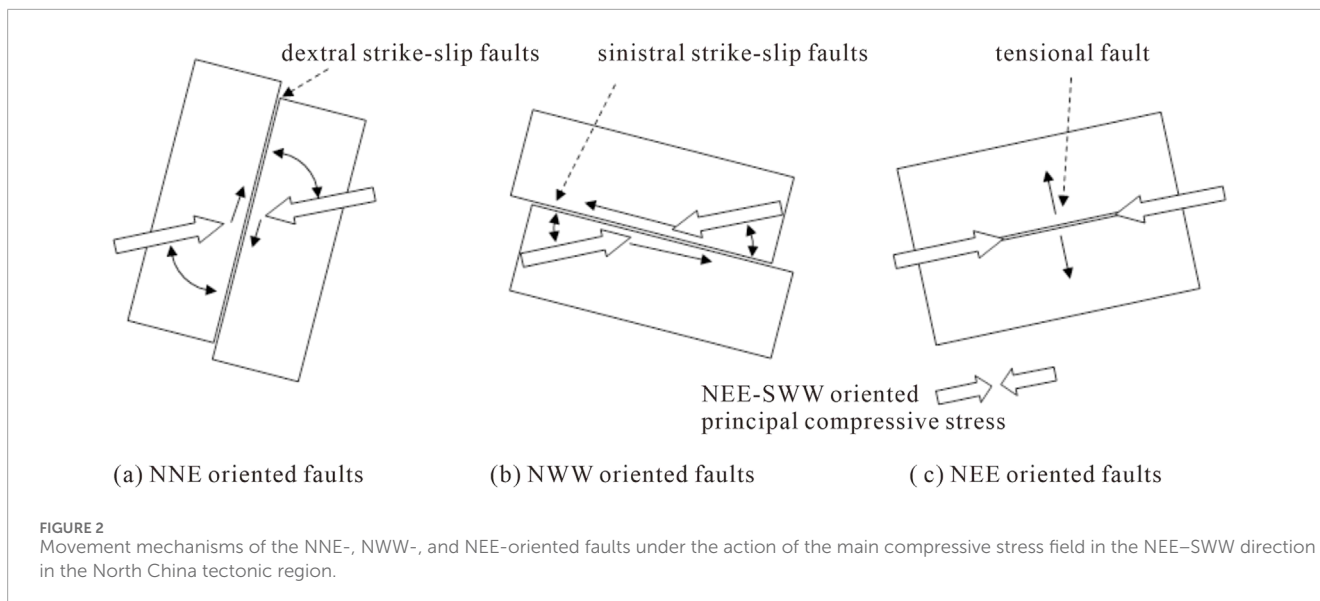 dextral strike-slip faults
sinistral strike-slip faults
tensional fault
NEE-SWW oriented
principal compressive stress
(a) NNE oriented faults
(b) NWW oriented faults
( c) NEE oriented faults
FIGURE 2
Movement mechanisms of the NNE-, NWW-, and NEE-oriented faults under the action of the main compressive stress field in the NEE–SWW direction
in the North China tectonic region.